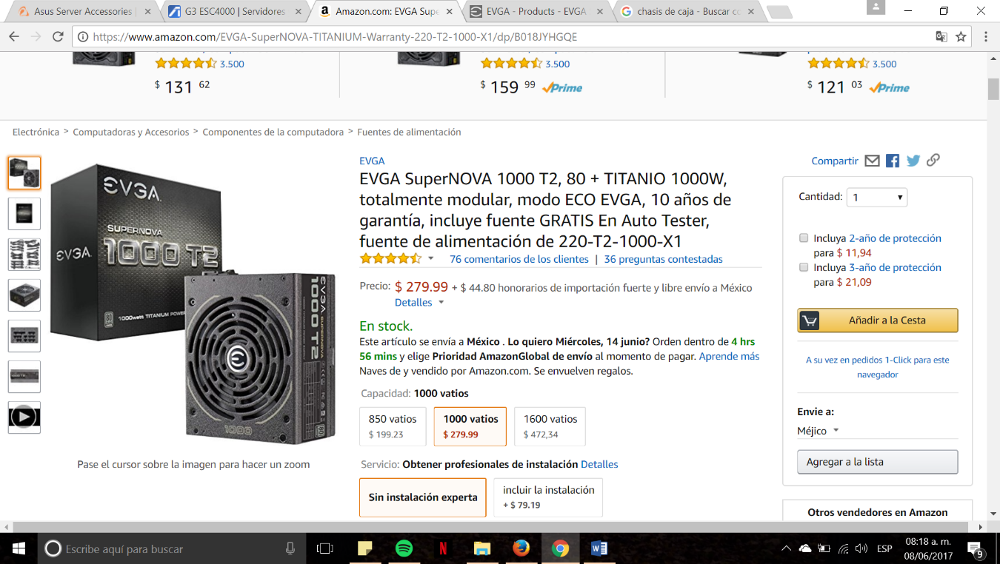 Asus Server Accessories
G3 ESC4000 | Servidores
Amazon.com: EVGA Supe
EVGA - Products - EVGA
chasis de caja - Buscar co
https://www.amazon.com/EVGA-SuperNOVA-TITANIUM-Warranty-220-T2-1000-X1/dp/B018JYHGQE
3.500
3.500
3.500
$ 131 62
$ 159 99 Prime
$ 121 03 Prime
Electrónica > Computadoras y Accesorios > Componentes de la computadora > Fuentes de alimentación
EVGA
Compartir
EVGA SuperNOVA 1000 T2, 80 + TITANIO 1000W,
totalmente modular, modo ECO EVGA, 10 años de
garantía, incluye fuente GRATIS En Auto Tester,
fuente de alimentación de 220-T2-1000-X1
76 comentarios de los clientes | 36 preguntas contestadas
Precio: $ 279.99 + $ 44.80 honorarios de importación fuerte y libre envío a México
Detalles
En stock.
Este artículo se envía a México . Lo quiero Miércoles, 14 junio? Orden dentro de 4 hrs
56 mins y elige Prioridad AmazonGlobal de envío al momento de pagar. Aprende más
Naves de y vendido por Amazon.com. Se envuelven regalos.
Capacidad: 1000 vatios
850 vatios
$ 199.23
1000 vatios
$ 279.99
1600 vatios
$ 472,34
Servicio: Obtener profesionales de instalación Detalles
Sin instalación experta
incluir la instalación
+ $ 79.19
EVGA.
SUPERNOVA
1000 T2
EVGA.
1000watt TITANIUM POWER
EVGA SUPERNOVA
1000 T2
1000
Pase el cursor sobre la imagen para hacer un zoom
Cantidad: 1
Incluya 2-año de protección
para $ 11,94
Incluya 3-año de protección
para $ 21,09
Añadir a la Cesta
A su vez en pedidos 1-Click para este
navegador
Envie a:
Méjico
Agregar a la lista
Otros vendedores en Amazon
Escribe aquí para buscar
ESP
08:18 a. m.
08/06/2017
9